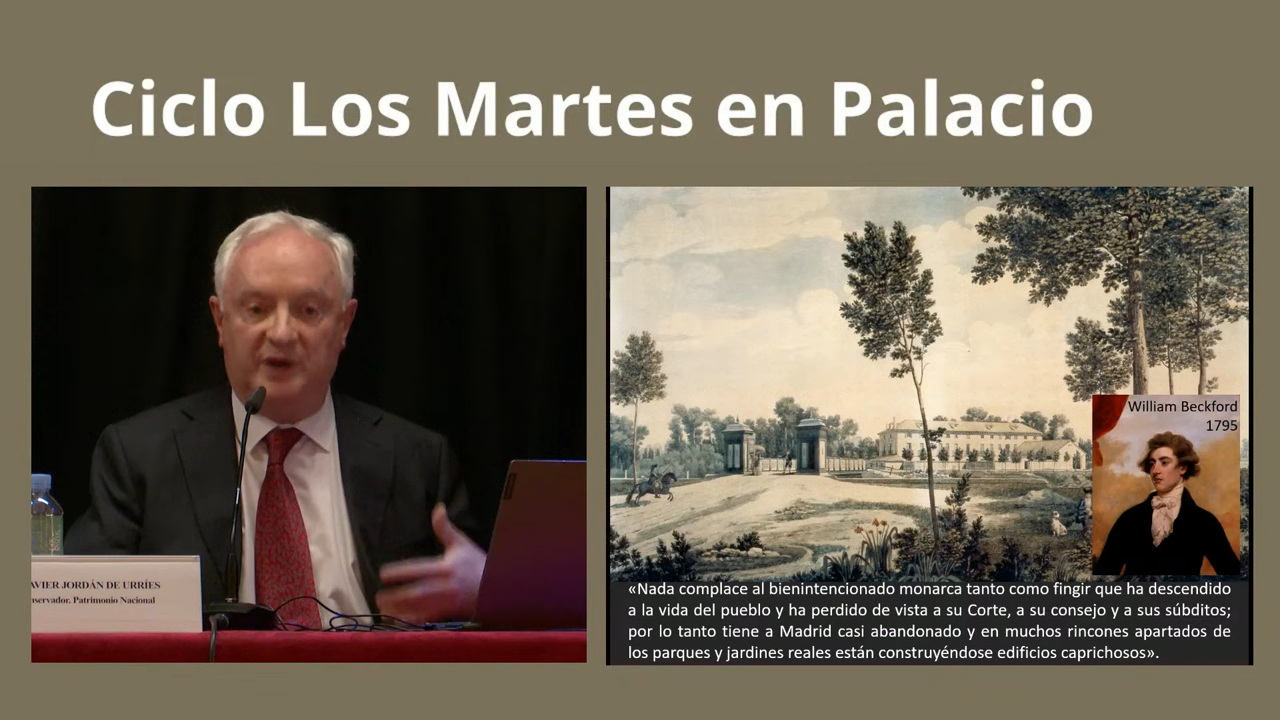 Ciclo Los Martes en Palacio
AVIER JORDÁN DE URRÍES
nservador. Patrimonio Nacional
William Beckford
1795
«Nada complace al bienintencionado monarca tanto como fingir que ha descendido
a la vida del pueblo y ha perdido de vista a su Corte, a su consejo y a sus súbditos;
por lo tanto tiene a Madrid casi abandonado y en muchos rincones apartados de
los parques y jardines reales están construyéndose edificios caprichosos».